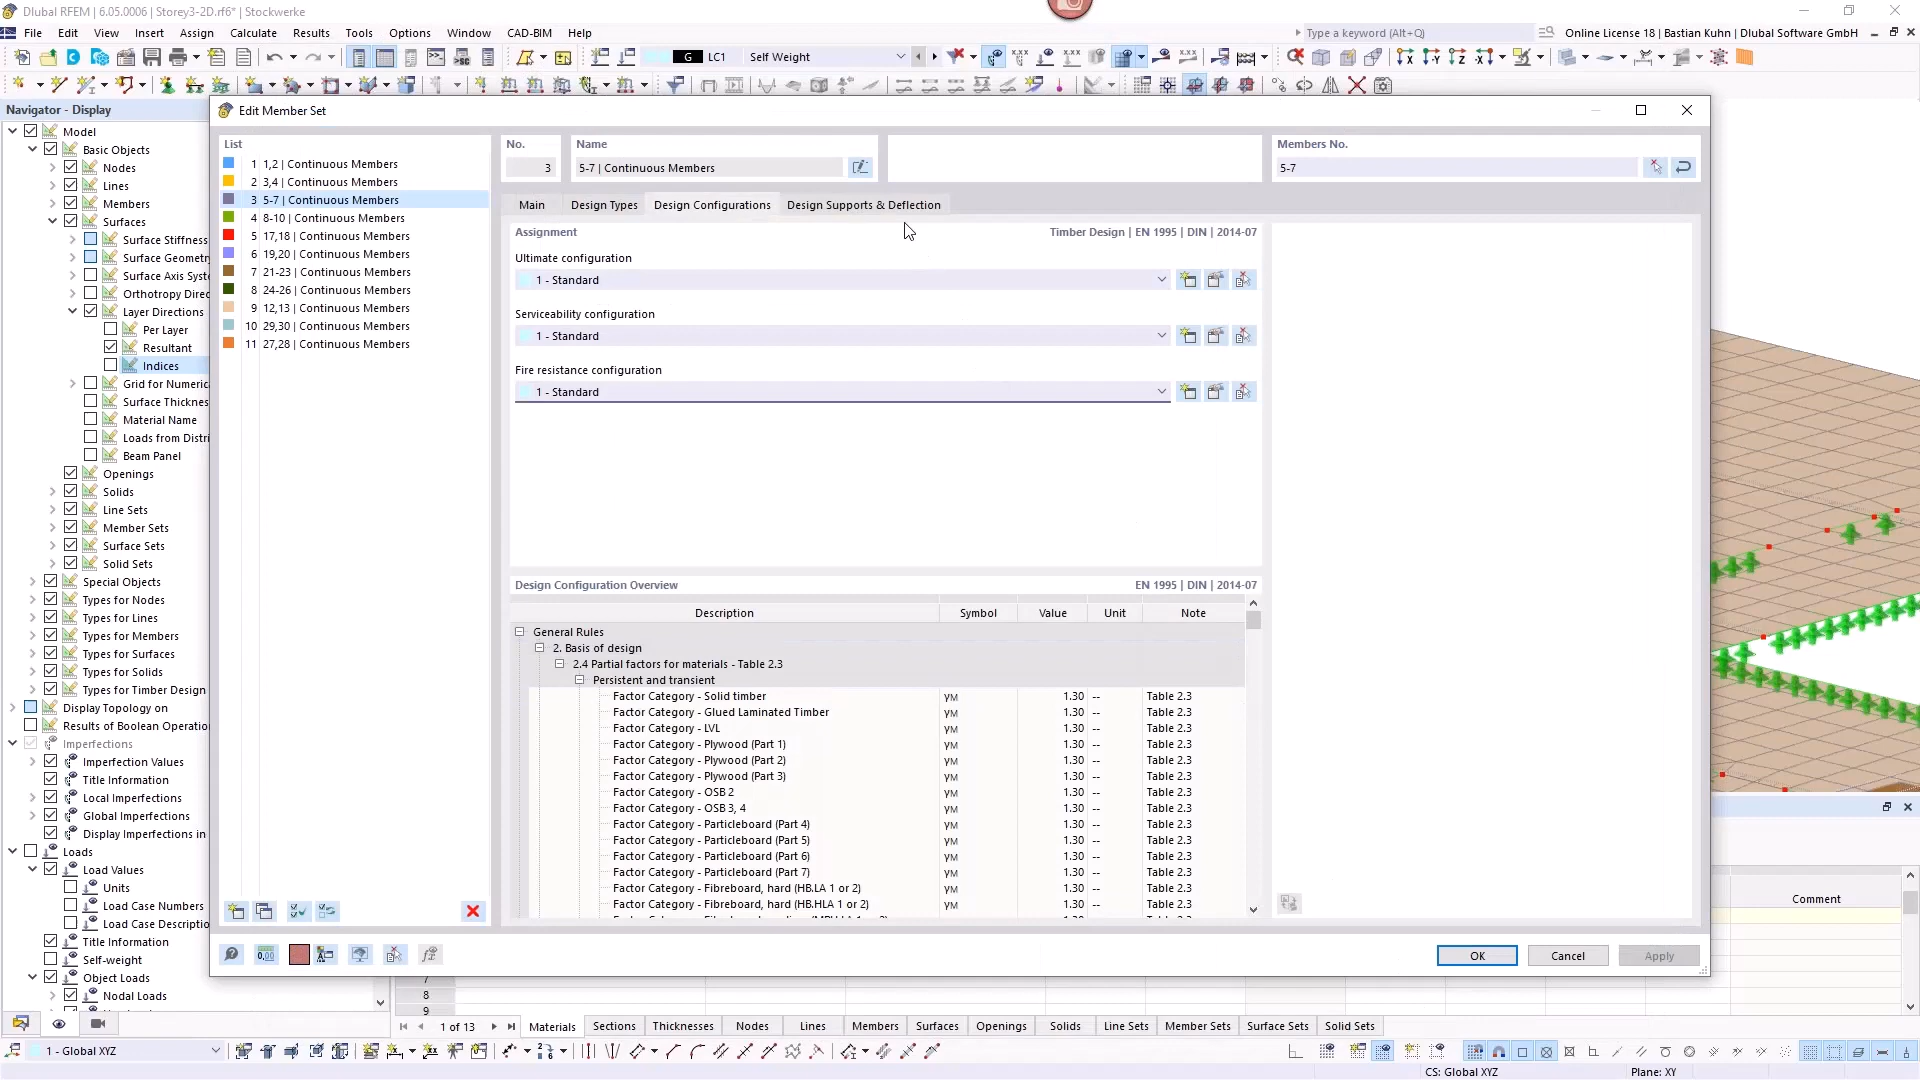 Dlubal RFEM | 6.05.0006 | Storey3-2D.rf6* | Stockwerke
File Edit View Insert Assign Calculate Results Tools Options Window CAD-BIM Help
Type a keyword (Alt+Q)
Online License 18 | Bastian Kuhn | Dlubal Software GmbH
G LC1 Self Weight
Navigator - Display
Model
Basic Objects
Nodes
Lines
Members
Surfaces
Surface Stiffness
Surface Geometr
Surface Axis Syst
Orthotropy Direc
Layer Directions
Per Layer
Resultant
Indices
Grid for Numeric
Surface Thicknes
Material Name
Loads from Distri
Beam Panel
Openings
Solids
Line Sets
Member Sets
Surface Sets
Solid Sets
Special Objects
Types for Nodes
Types for Lines
Types for Members
Types for Surfaces
Types for Solids
Types for Timber Design
Display Topology on
Results of Boolean Operatio
Imperfections
Imperfection Values
Title Information
Local Imperfections
Global Imperfections
Display Imperfections in
Loads
Load Values
Units
Load Case Numbers
Load Case Descriptio
Title Information
Self-weight
Object Loads
Nodal Loads
Edit Member Set
List
1 1,2 | Continuous Members
2 3,4 | Continuous Members
3 5-7 | Continuous Members
4 8-10 | Continuous Members
5 17,18 | Continuous Members
6 19,20 | Continuous Members
7 21-23 | Continuous Members
8 24-26 | Continuous Members
9 12,13 | Continuous Members
10 29,30 | Continuous Members
11 27,28 | Continuous Members
No.
3
Name
5-7 | Continuous Members
Members No.
5-7
Main Design Types Design Configurations Design Supports & Deflection
Assignment Timber Design | EN 1995 | DIN | 2014-07
Ultimate configuration
1 - Standard
Serviceability configuration
1 - Standard
Fire resistance configuration
1 - Standard
Design Configuration Overview EN 1995 | DIN | 2014-07
Description Symbol Value Unit Note
General Rules
2. Basis of design
2.4 Partial factors for materials - Table 2.3
Persistent and transient
Factor Category - Solid timber γM 1.30 -- Table 2.3
Factor Category - Glued Laminated Timber γM 1.30 -- Table 2.3
Factor Category - LVL γM 1.30 -- Table 2.3
Factor Category - Plywood (Part 1) γM 1.30 -- Table 2.3
Factor Category - Plywood (Part 2) γM 1.30 -- Table 2.3
Factor Category - Plywood (Part 3) γM 1.30 -- Table 2.3
Factor Category - OSB 2 γM 1.30 -- Table 2.3
Factor Category - OSB 3, 4 γM 1.30 -- Table 2.3
Factor Category - Particleboard (Part 4) γM 1.30 -- Table 2.3
Factor Category - Particleboard (Part 5) γM 1.30 -- Table 2.3
Factor Category - Particleboard (Part 6) γM 1.30 -- Table 2.3
Factor Category - Particleboard (Part 7) γM 1.30 -- Table 2.3
Factor Category - Fibreboard, hard (HB.LA 1 or 2) γM 1.30 -- Table 2.3
Factor Category - Fibreboard, hard (HB.HLA 1 or 2) γM 1.30 -- Table 2.3
OK Cancel Apply
Comment
7
8
9
1 of 13 Materials Sections Thicknesses Nodes Lines Members Surfaces Openings Solids Line Sets Member Sets Surface Sets Solid Sets
1 - Global XYZ
CS: Global XYZ Plane: XY